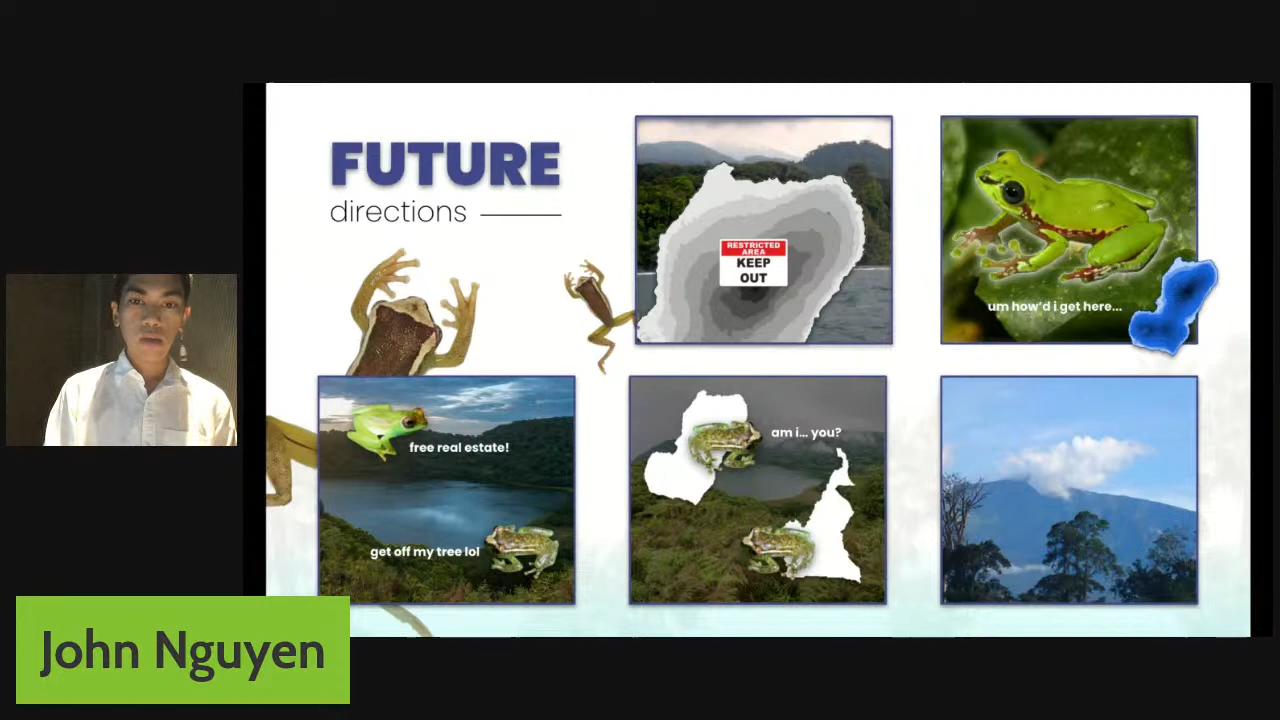 FUTURE
directions
RESTRICTED
AREA
KEEP
OUT
um how'd i get here...
free real estate!
get off my tree lol
am i... you?
John Nguyen